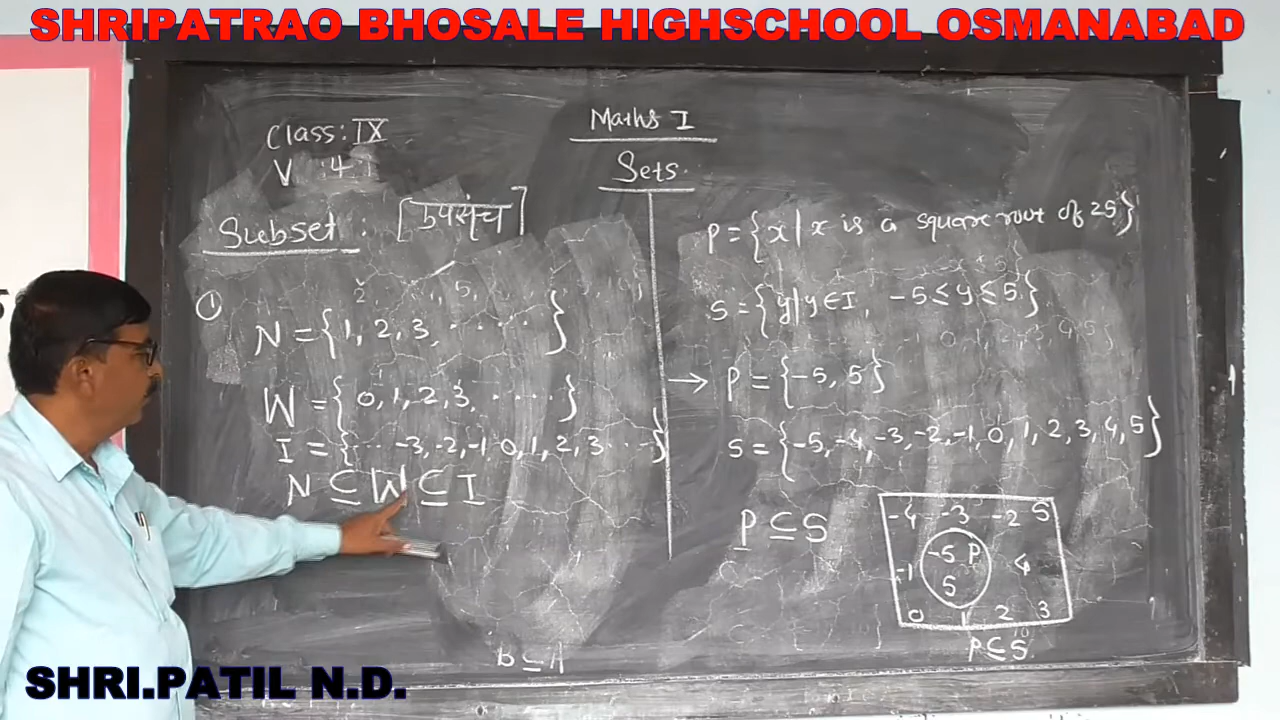 SHRIPATRAO BHOSALE HIGHSCHOOL OSMANABAD
Class: IX
V : 4
Maths I
Sets
Subset : [उपसंच]
①
N = {1, 2, 3, ......}
W = {0, 1, 2, 3, ......}
I = {... -3, -2, -1, 0, 1, 2, 3 ...}
N ⊆ W ⊆ I
P = {x | x is a square root of 25}
S = {y | y ∈ I, -5 ≤ y ≤ 5}
→ P = {-5, 5}
S = {-5, -4, -3, -2, -1, 0, 1, 2, 3, 4, 5}
P ⊆ S
-4 -3 -2 5
-5 P
-1 4
5
0 1 2 3
P ⊆ S
SHRI.PATIL N.D.